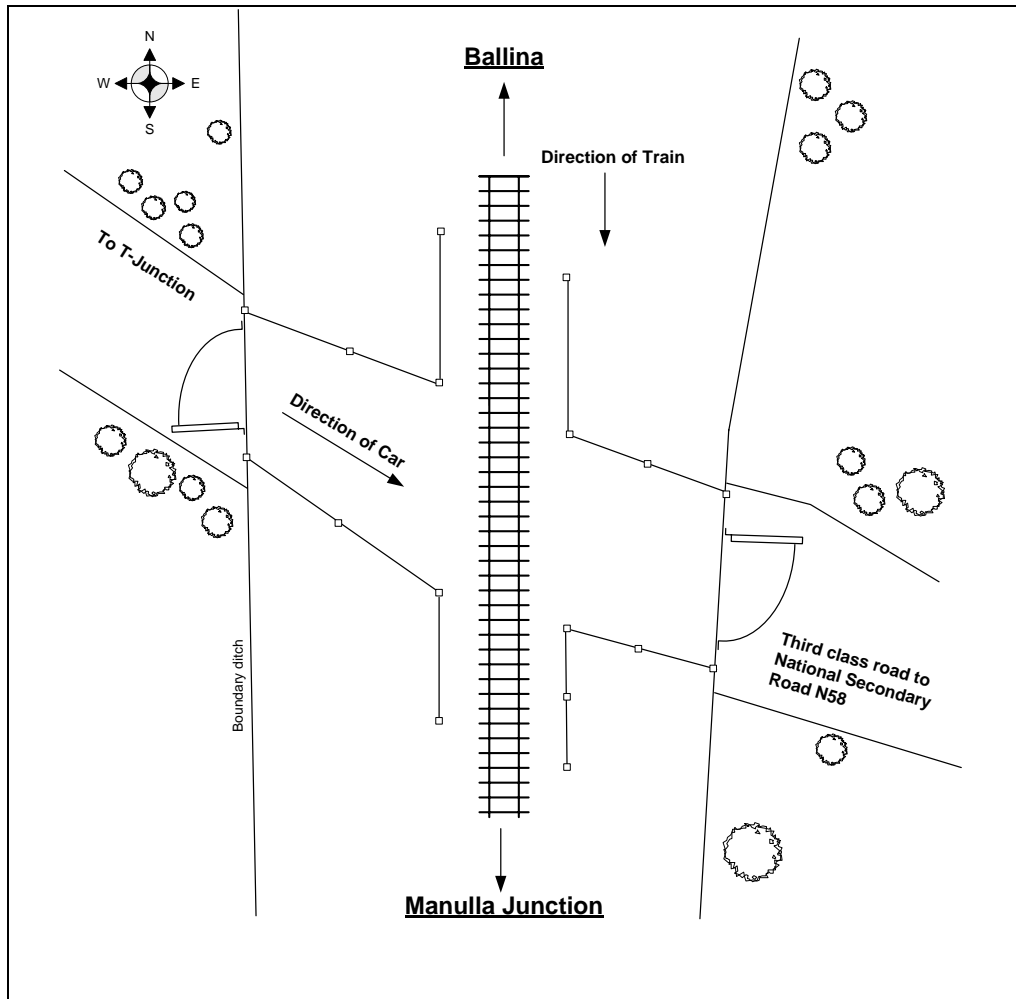 N
Ballina
W E
S
Direction of Train
To T-Junction
Direction of Car
Boundary ditch
Third class road to
National Secondary
Road N58
Manulla Junction